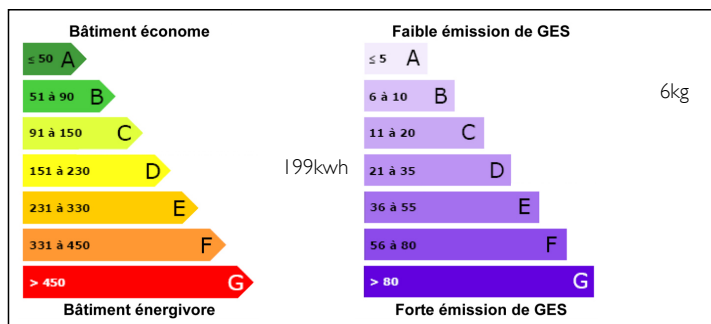 Bâtiment économe
≤ 50 A
51 à 90 B
91 à 150 C
151 à 230 D
199kwh
231 à 330 E
331 à 450 F
> 450 G
Bâtiment énergivore
Faible émission de GES
≤ 5 A
6 à 10 B
6kg
11 à 20 C
21 à 35 D
36 à 55 E
56 à 80 F
> 80 G
Forte émission de GES